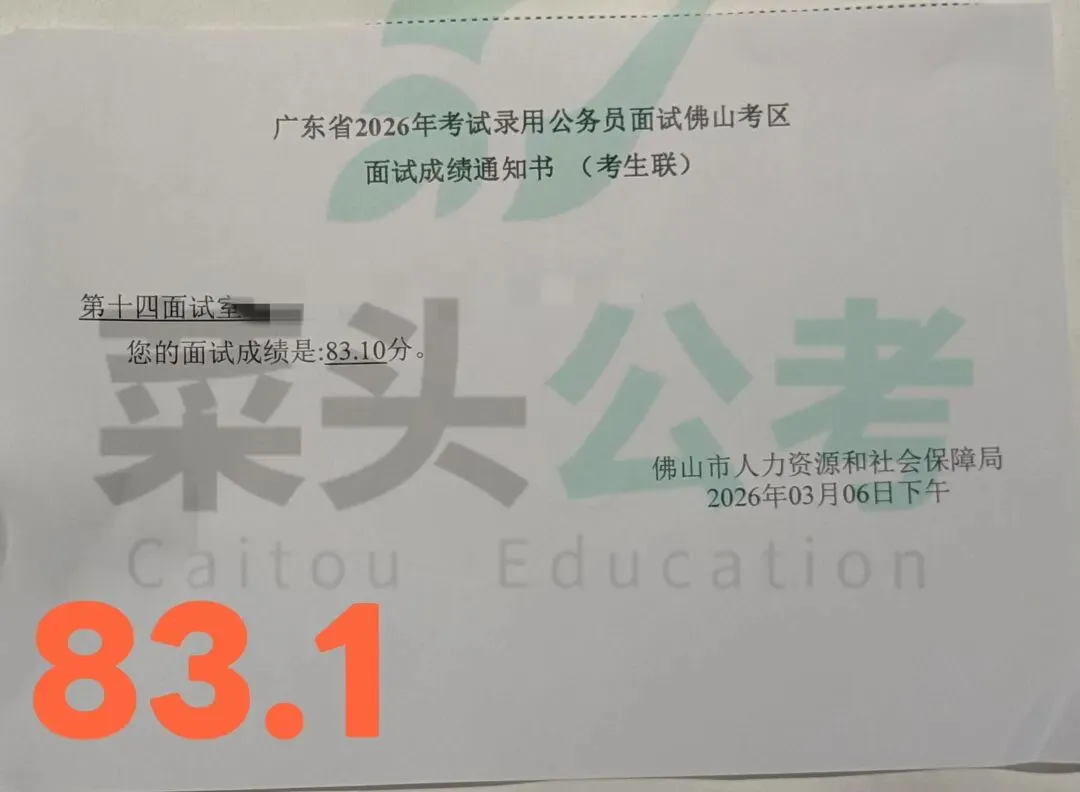 广东省2026年考试录用公务员面试佛山考区
面试成绩通知书 （考生联）
第十四面试室
您的面试成绩是:83.10分。
佛山市人力资源和社会保障局
2026年03月06日下午
菜头公考
Caitou Education
83.1